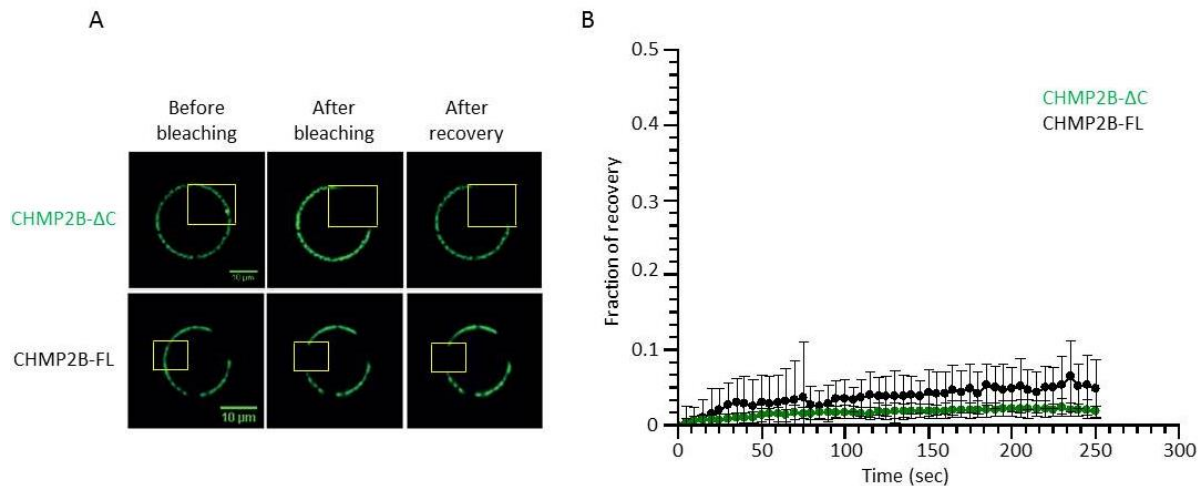 A
Before
bleaching
After
bleaching
After
recovery
CHMP2B-ΔC
10 μm
CHMP2B-FL
10 μm
B
0.5
0.4
0.3
0.2
0.1
0
Fraction of recovery
CHMP2B-ΔC
CHMP2B-FL
0 50 100 150 200 250 300
Time (sec)